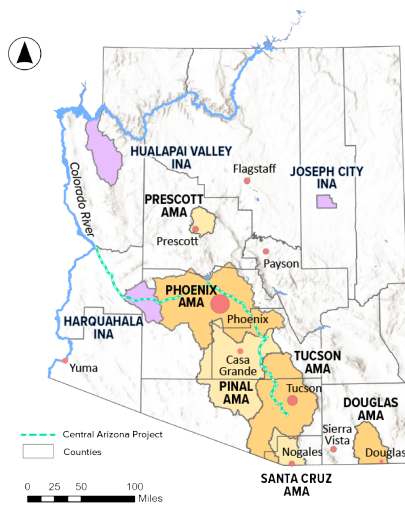 HUALAPAI VALLEY
INA
Flagstaff
JOSEPH CITY
INA
Colorado River
PRESCOTT
AMA
Prescott
Payson
PHOENIX
AMA
Phoenix
HARQUAHALA
INA
TUCSON
AMA
Casa
Grande
Yuma
PINAL
AMA
Tucson
DOUGLAS
AMA
Sierra
Vista
Nogales
Douglas
SANTA CRUZ
AMA
Central Arizona Project
Counties
0 25 50 100
Miles